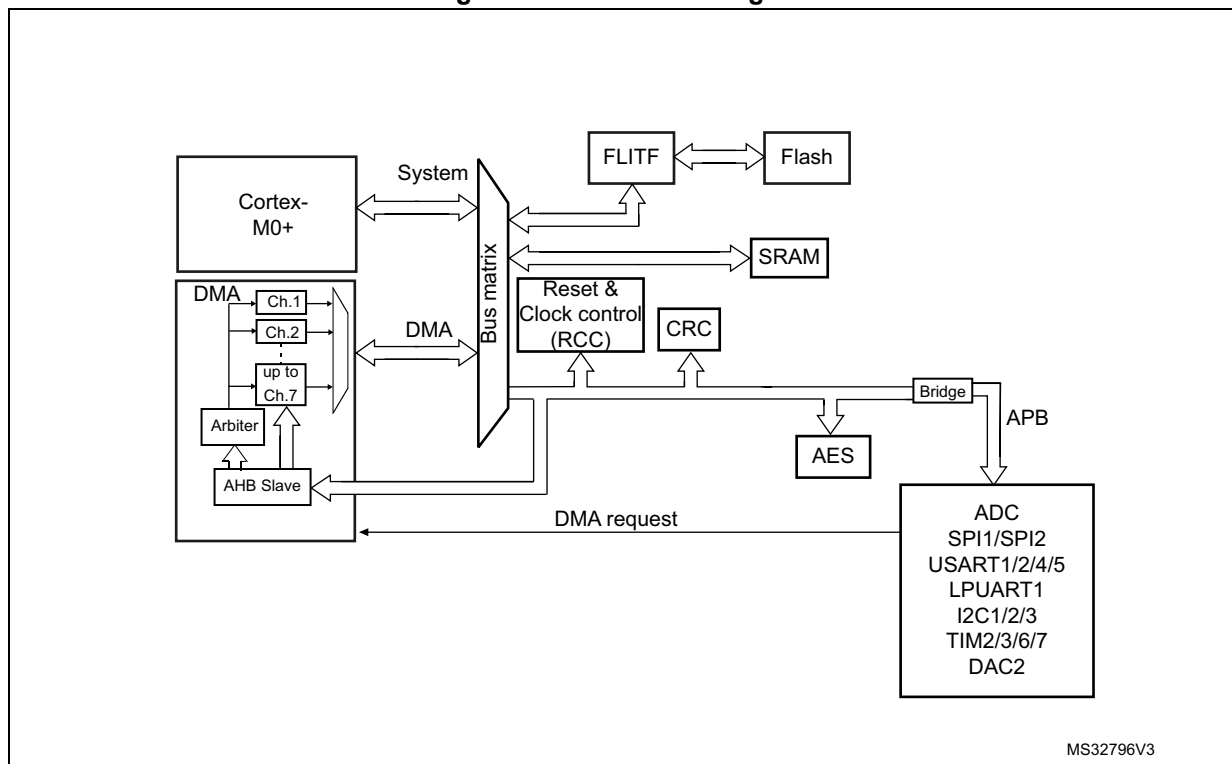 System
FLITF
Flash
Cortex-
M0+
SRAM
Bus matrix
DMA
Ch.1
Ch.2
up to
Ch.7
Arbiter
AHB Slave
DMA
Reset &
Clock control
(RCC)
CRC
Bridge
APB
AES
DMA request
ADC
SPI1/SPI2
USART1/2/4/5
LPUART1
I2C1/2/3
TIM2/3/6/7
DAC2
MS32796V3